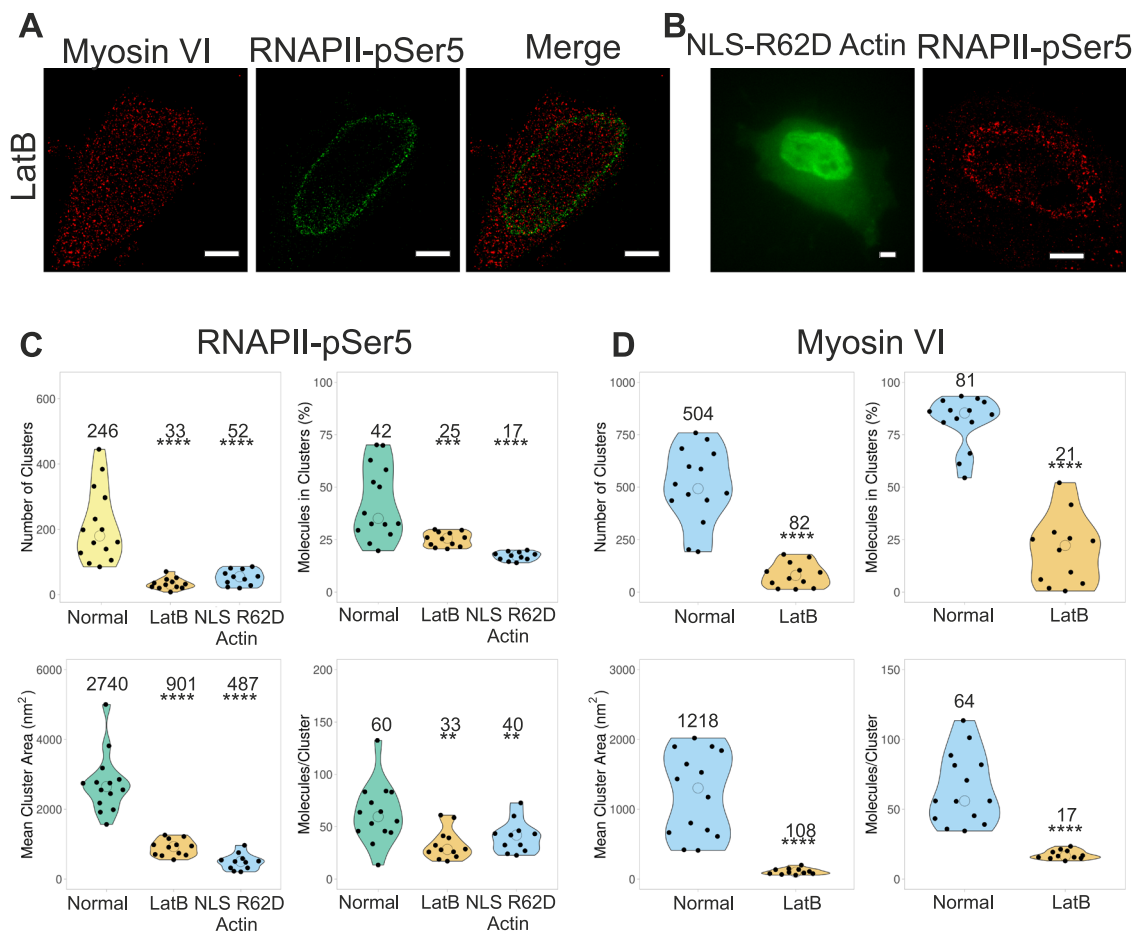 A
Myosin VI
RNAPII-pSer5
Merge
LatB
B
NLS-R62D Actin
RNAPII-pSer5
C
RNAPII-pSer5
Number of Clusters
600
400
200
0
246
33
****
52
****
Normal
LatB
NLS R62D
Actin
Molecules in Clusters (%)
100
75
50
25
0
42
25
***
17
****
Normal
LatB
NLS R62D
Actin
Mean Cluster Area (nm²)
6000
4000
2000
0
2740
901
****
487
****
Normal
LatB
NLS R62D
Actin
Molecules/Cluster
200
150
100
50
0
60
33
**
40
**
Normal
LatB
NLS R62D
Actin
D
Myosin VI
Number of Clusters
1000
750
500
250
0
504
82
****
Normal
LatB
Molecules in Clusters (%)
100
75
50
25
0
81
21
****
Normal
LatB
Mean Cluster Area (nm²)
3000
2000
1000
0
1218
108
****
Normal
LatB
Molecules/Cluster
150
100
50
0
64
17
****
Normal
LatB